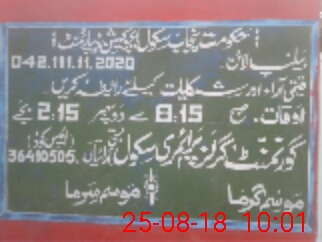 حکومت پنجاب سکول ایجوکیشن ڈیپارٹمنٹ
ہیلپ لائن۔
042.111.11.2020
قیمتی آراء اور شکایات کیلئے رابطہ کریں۔
اوقات۔ صبح 8:15 سے دوپہر 2:15 بجے
گورنمنٹ گرلز پرائمری سکول
36410505
موسم گرما موسم سرما
25-08-18 10:01